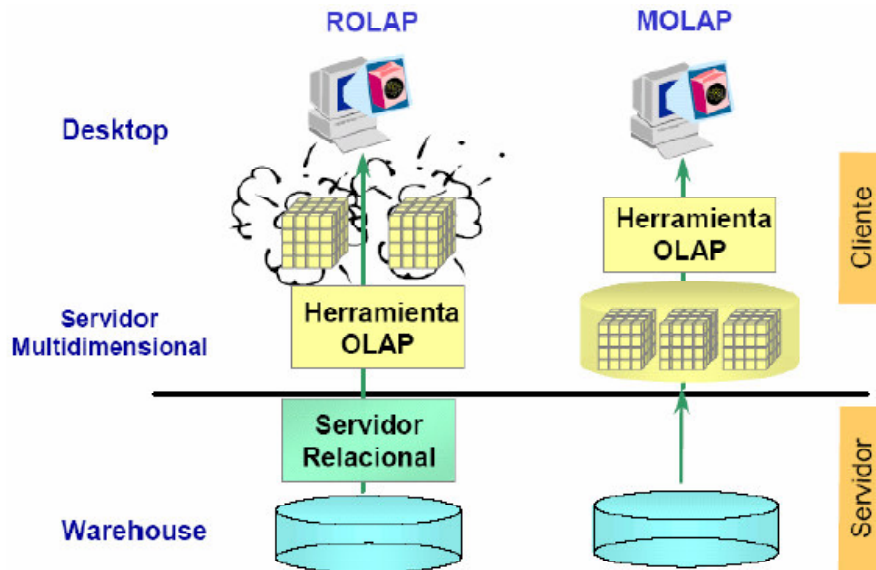 ROLAP
MOLAP
Desktop
Herramienta
OLAP
Cliente
Servidor
Multidimensional
Herramienta
OLAP
Servidor
Relacional
Servidor
Warehouse